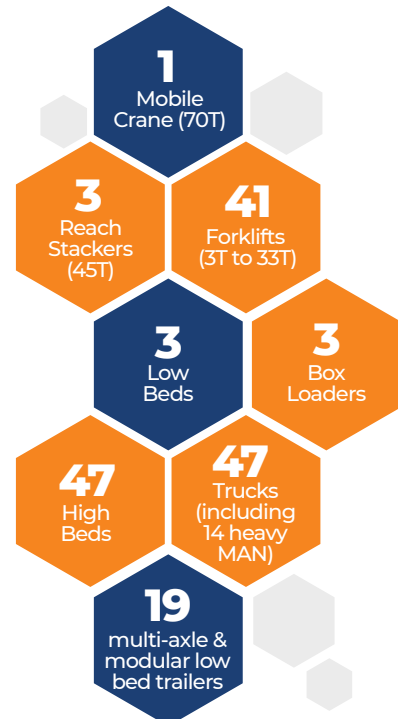 1
Mobile
Crane (70T)
3
Reach
Stackers
(45T)
41
Forklifts
(3T to 33T)
3
Low
Beds
3
Box
Loaders
47
High
Beds
47
Trucks
(including
14 heavy
MAN)
19
multi-axle &
modular low
bed trailers